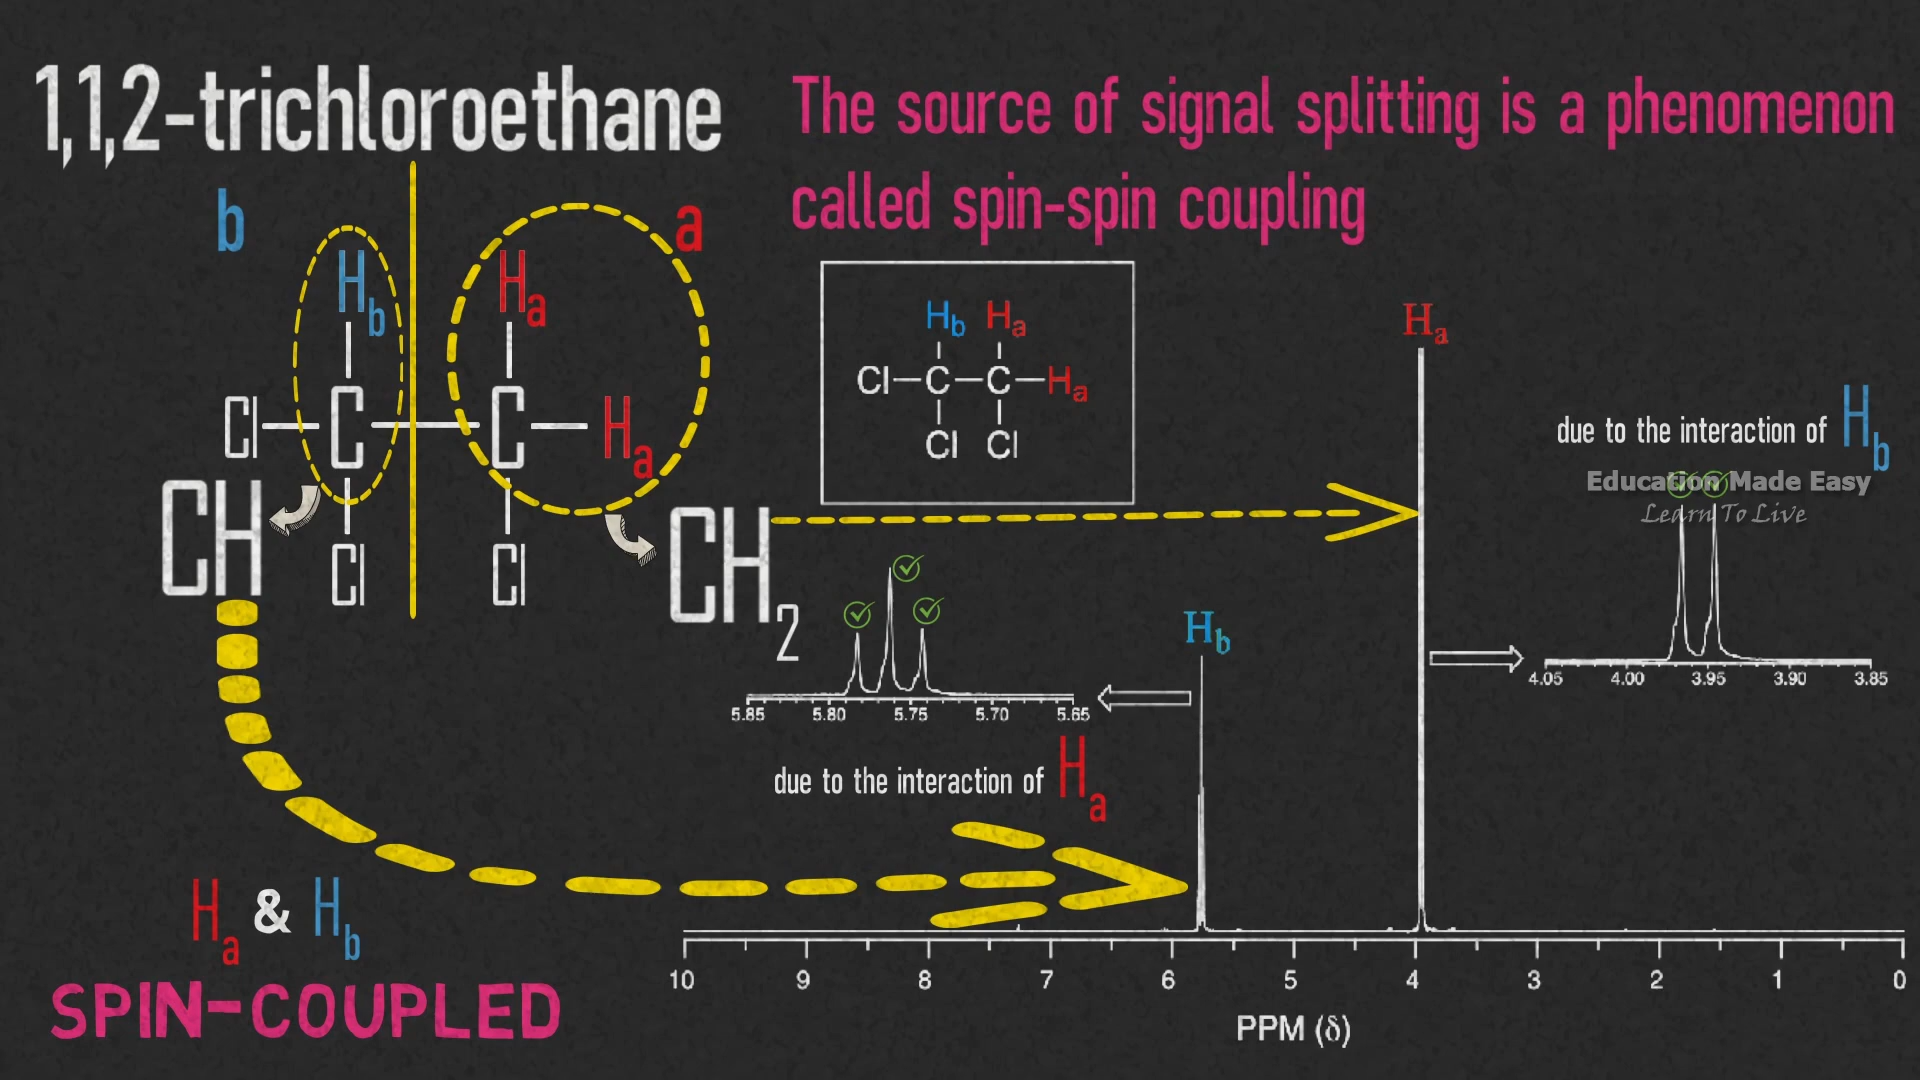 1,1,2-trichloroethane
The source of signal splitting is a phenomenon
called spin-spin coupling
b
a
Hb
Ha
Cl
C
C
Ha
Cl
Cl
CH
CH2
Hb Ha
Cl C C Ha
Cl Cl
Ha
due to the interaction of Hb
Education Made Easy
Learn To Live
4.05 4.00 3.95 3.90 3.85
Hb
5.85 5.80 5.75 5.70 5.65
due to the interaction of Ha
Ha & Hb
SPIN-COUPLED
10 9 8 7 6 5 4 3 2 1 0
PPM (δ)